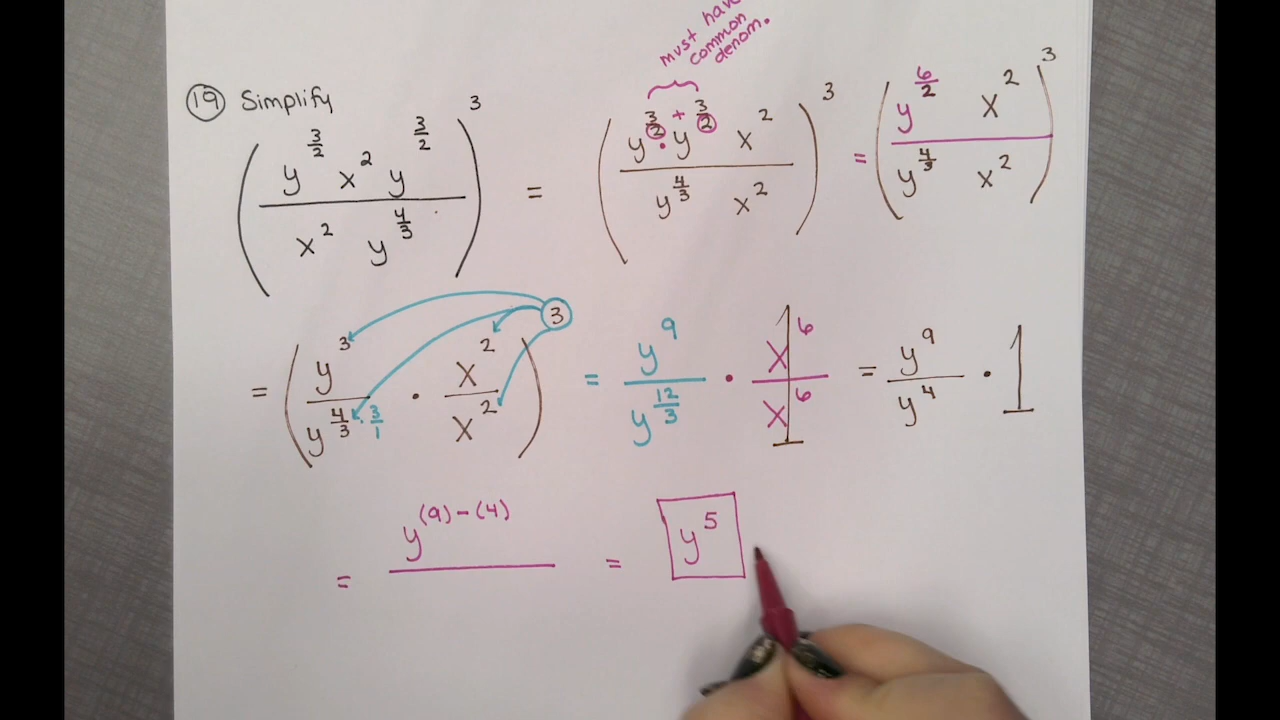 must have
common
denom.
(19) Simplify
(y^(3/2) x^2 y^(3/2) / x^2 y^(4/3))^3 = (y^(3/2) · + y^(3/2) x^2 / y^(4/3) x^2)^3 = (y^(6/2) x^2 / y^(4/3) x^2)^3
= (y^3 / y^(4/3 · 3/1) · x^2 / x^2)^3 = y^9 / y^(12/3) · x^6 / x^6 1 = y^9 / y^4 · 1
= y^((9)-(4)) = y^5